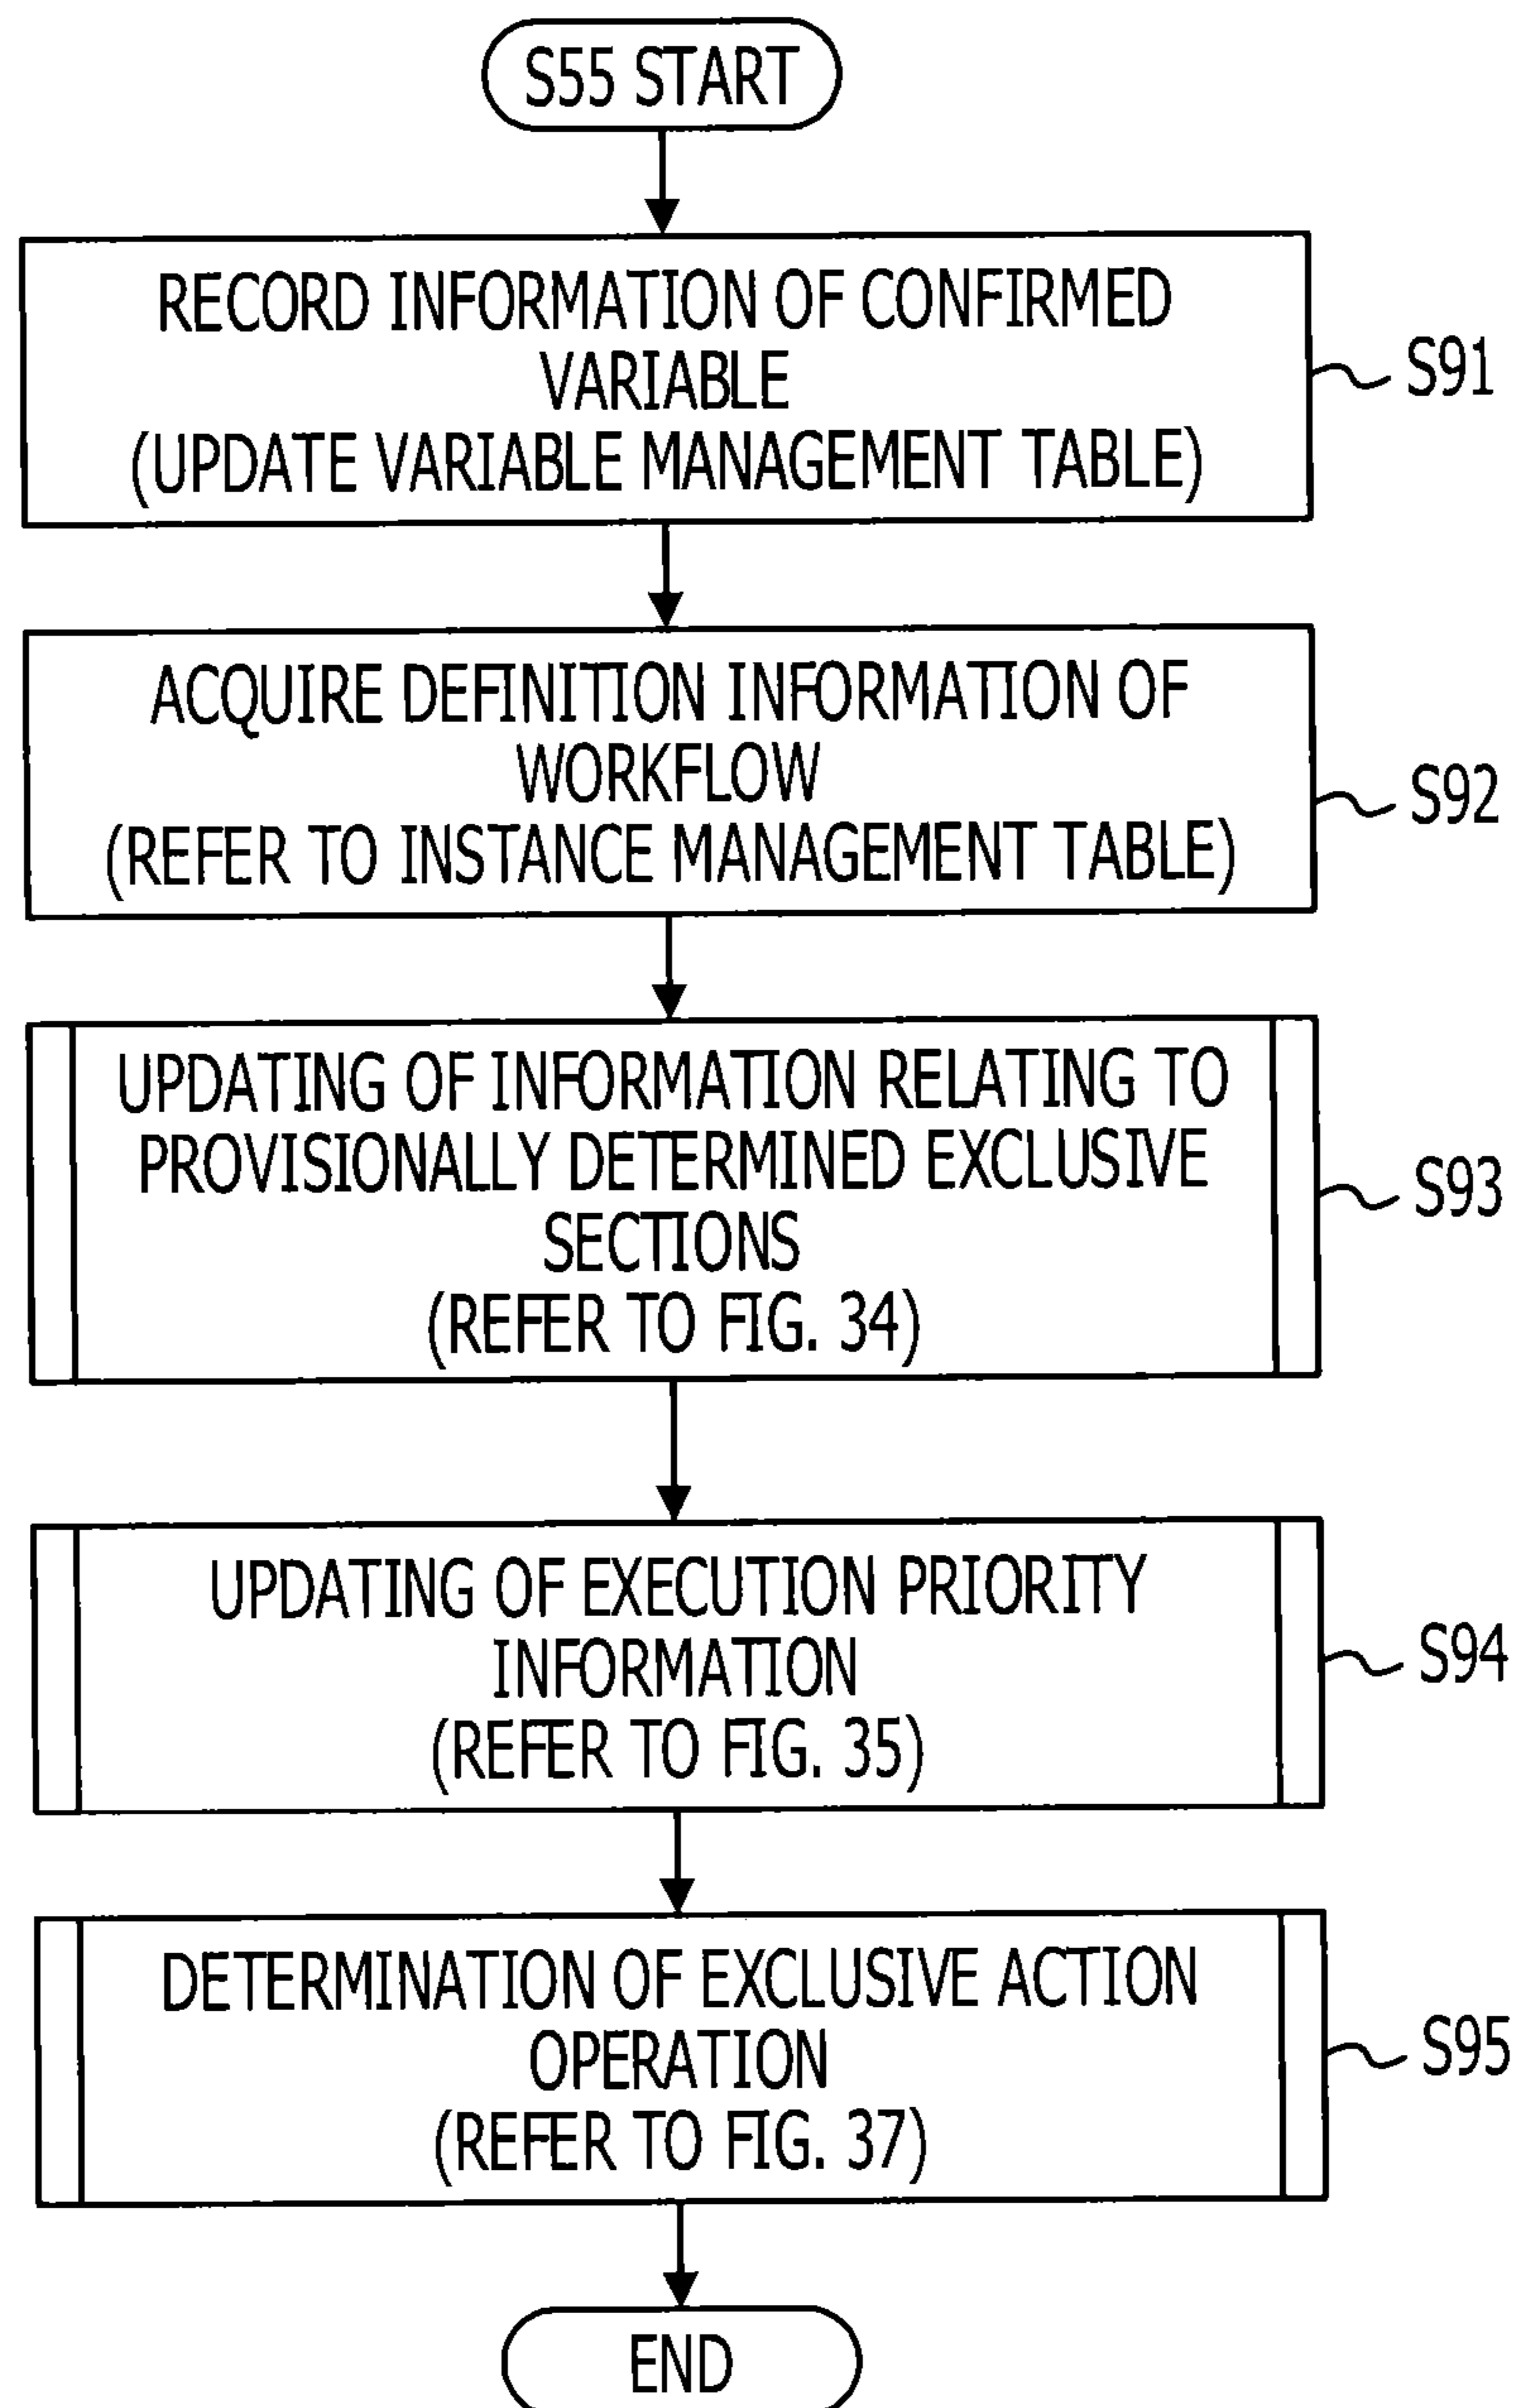 S55 START
RECORD INFORMATION OF CONFIRMED
VARIABLE
(UPDATE VARIABLE MANAGEMENT TABLE)
S91
ACQUIRE DEFINITION INFORMATION OF
WORKFLOW
(REFER TO INSTANCE MANAGEMENT TABLE)
S92
UPDATING OF INFORMATION RELATING TO
PROVISIONALLY DETERMINED EXCLUSIVE
SECTIONS
(REFER TO FIG. 34)
S93
UPDATING OF EXECUTION PRIORITY
INFORMATION
(REFER TO FIG. 35)
S94
DETERMINATION OF EXCLUSIVE ACTION
OPERATION
(REFER TO FIG. 37)
S95
END